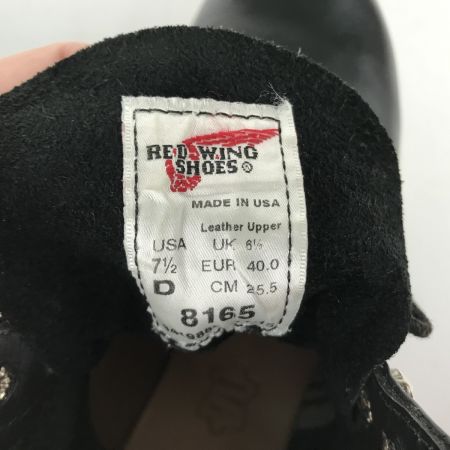 RED WING
SHOES®
MADE IN USA
Leather Upper
USA UK 6½
7½ EUR 40.0
D CM 25.5
8165